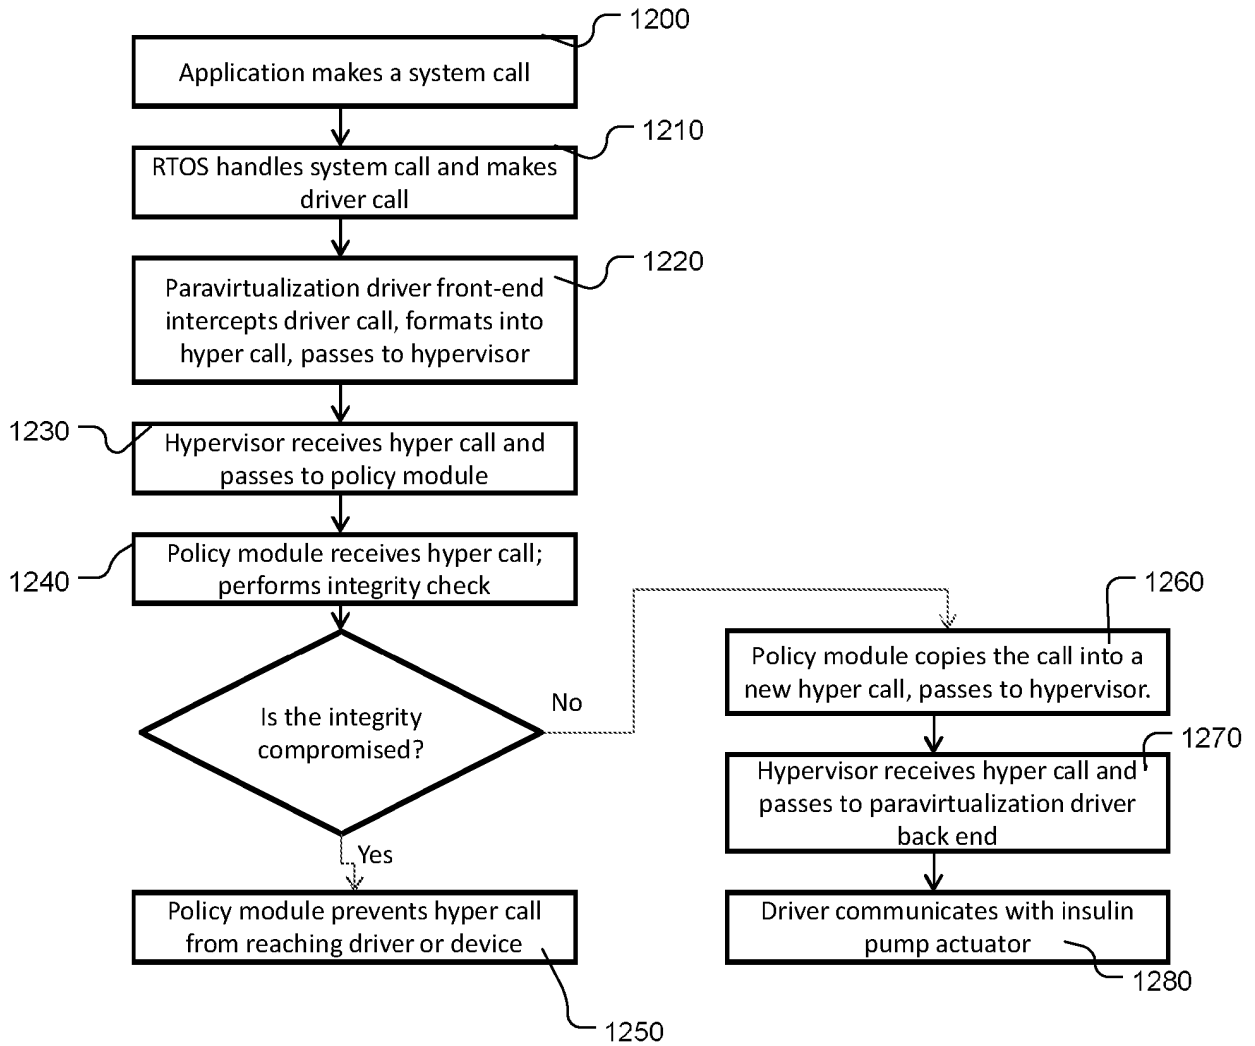 1200
Application makes a system call
1210
RTOS handles system call and makes
driver call
1220
Paravirtualization driver front-end
intercepts driver call, formats into
hyper call, passes to hypervisor
1230
Hypervisor receives hyper call and
passes to policy module
1240
Policy module receives hyper call;
performs integrity check
Is the integrity
compromised?
No
Yes
Policy module prevents hyper call
from reaching driver or device
1250
1260
Policy module copies the call into a
new hyper call, passes to hypervisor.
1270
Hypervisor receives hyper call and
passes to paravirtualization driver
back end
Driver communicates with insulin
pump actuator
1280